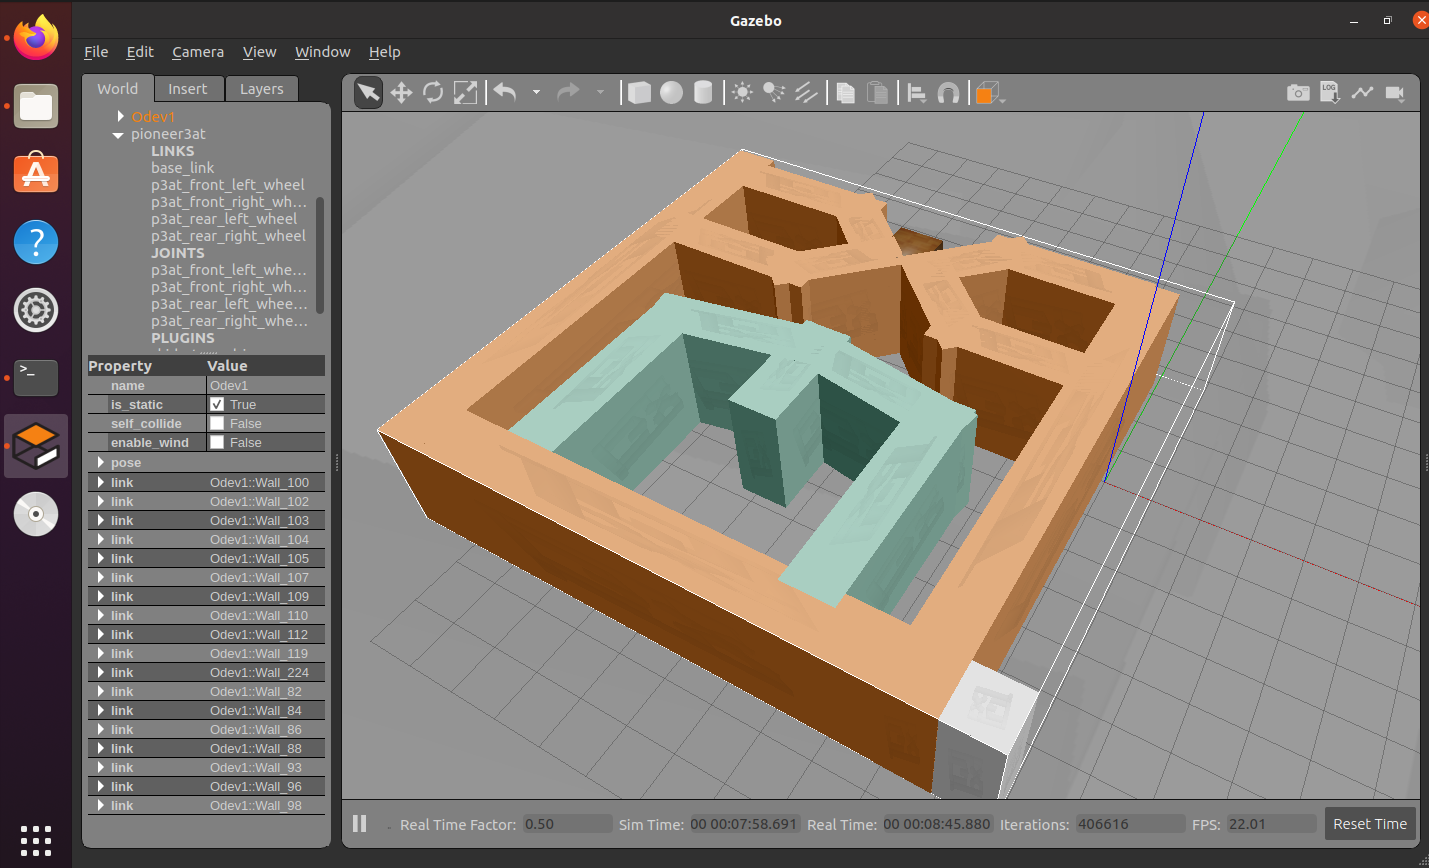 Gazebo
File Edit Camera View Window Help
World Insert Layers
LOG
Odev1
pioneer3at
LINKS
base_link
p3at_front_left_wheel
p3at_front_right_wh...
p3at_rear_left_wheel
p3at_rear_right_wheel
JOINTS
p3at_front_left_whe...
p3at_front_right_whe...
p3at_rear_left_whee...
p3at_rear_right_whe...
PLUGINS
Property Value
name Odev1
is_static True
self_collide False
enable_wind False
pose
link Odev1::Wall_100
link Odev1::Wall_102
link Odev1::Wall_103
link Odev1::Wall_104
link Odev1::Wall_105
link Odev1::Wall_107
link Odev1::Wall_109
link Odev1::Wall_110
link Odev1::Wall_112
link Odev1::Wall_119
link Odev1::Wall_224
link Odev1::Wall_82
link Odev1::Wall_84
link Odev1::Wall_86
link Odev1::Wall_88
link Odev1::Wall_93
link Odev1::Wall_96
link Odev1::Wall_98
Real Time Factor: 0.50 Sim Time: 00 00:07:58.691 Real Time: 00 00:08:45.880 Iterations: 406616 FPS: 22.01 Reset Time